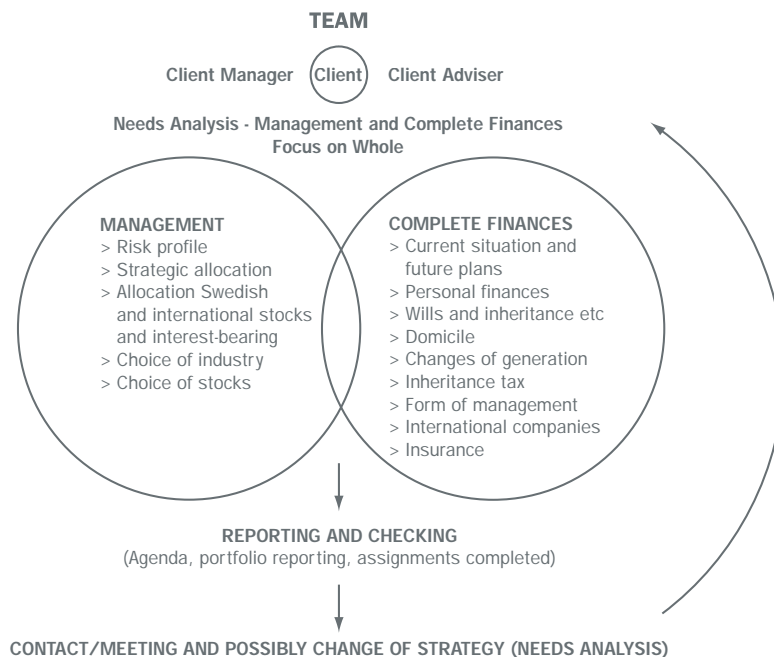 TEAM
Client Manager Client Client Adviser
Needs Analysis - Management and Complete Finances
Focus on Whole
MANAGEMENT
> Risk profile
> Strategic allocation
> Allocation Swedish
and international stocks
and interest-bearing
> Choice of industry
> Choice of stocks
COMPLETE FINANCES
> Current situation and
future plans
> Personal finances
> Wills and inheritance etc
> Domicile
> Changes of generation
> Inheritance tax
> Form of management
> International companies
> Insurance
REPORTING AND CHECKING
(Agenda, portfolio reporting, assignments completed)
CONTACT/MEETING AND POSSIBLY CHANGE OF STRATEGY (NEEDS ANALYSIS)